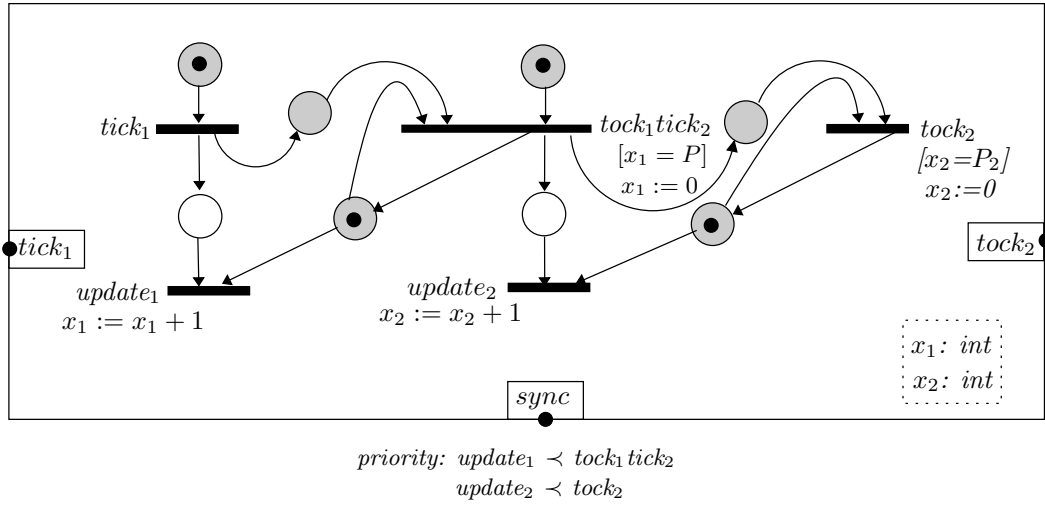 tick₁
tock₁tick₂
[x₁ = P]
x₁ := 0
tock₂
[x₂=P₂]
x₂:=0
tick₁
tock₂
update₁
x₁ := x₁ + 1
update₂
x₂ := x₂ + 1
x₁: int
x₂: int
sync
priority: update₁ ≺ tock₁tick₂
update₂ ≺ tock₂